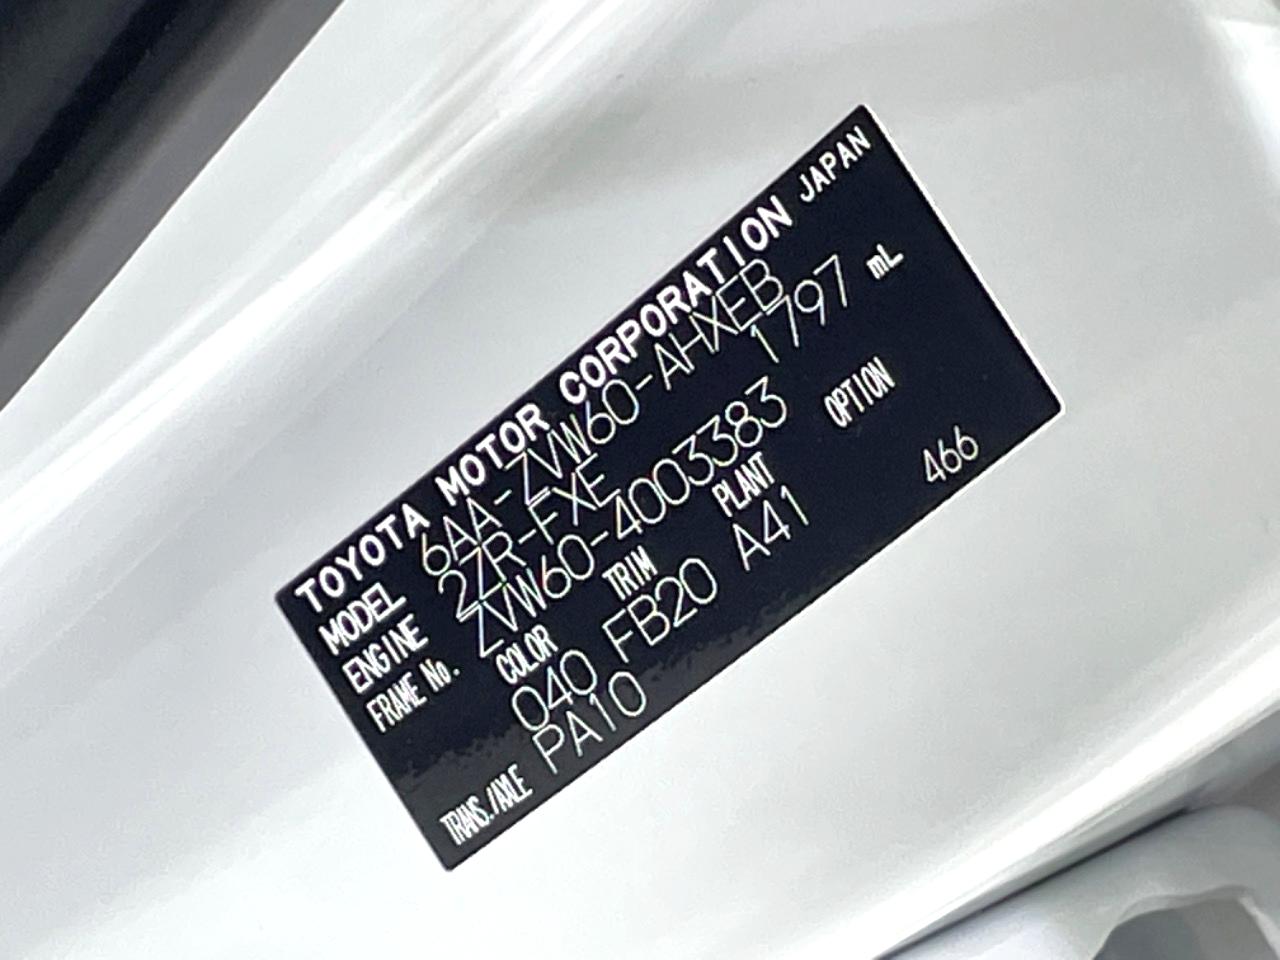 TOYOTA MOTOR CORPORATION JAPAN
MODEL 6AA-ZVW60-AHXEB
ENGINE 2ZR-FXE 1797 mL
FRAME No. ZVW60-4003383
COLOR TRIM PLANT OPTION
040 FB20 A41 466
TRANS./AXLE PA10